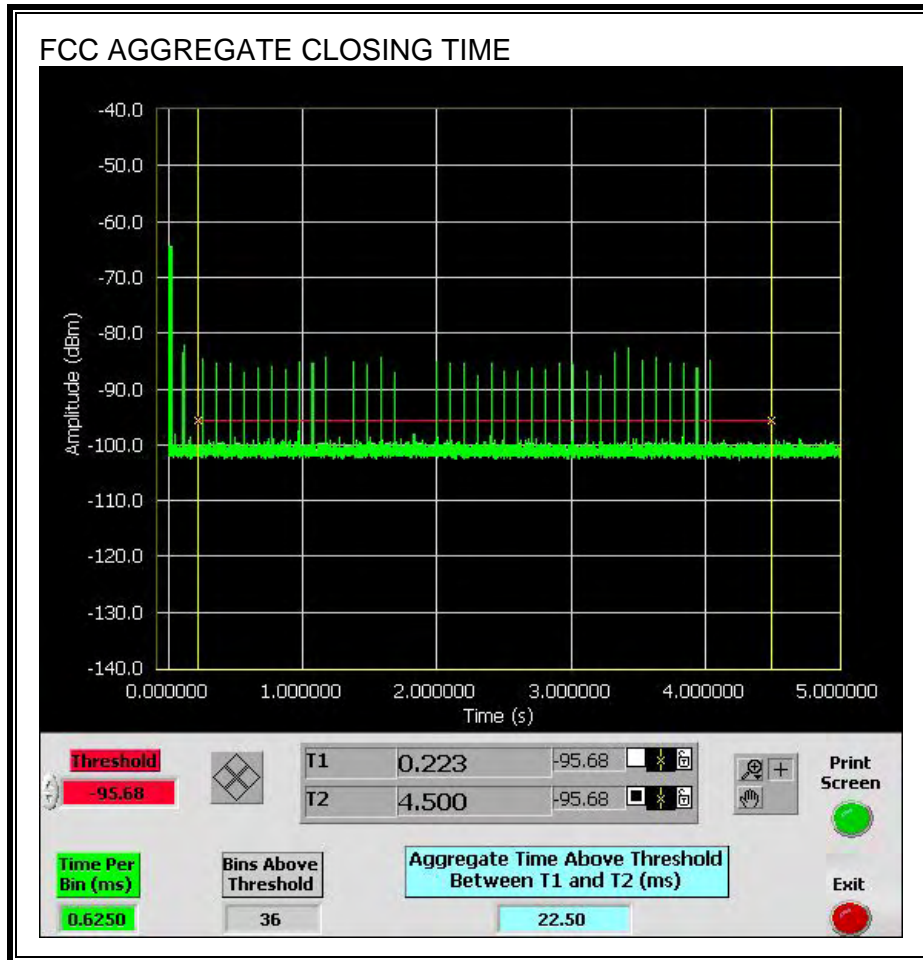 FCC AGGREGATE CLOSING TIME
-40.0
-50.0
-60.0
-70.0
-80.0
-90.0
-100.0
-110.0
-120.0
-130.0
-140.0
Amplitude (dBm)
0.000000 1.000000 2.000000 3.000000 4.000000 5.000000
Time (s)
Threshold
-95.68
T1 0.223 -95.68
T2 4.500 -95.68
Print
Screen
Time Per
Bin (ms)
0.6250
Bins Above
Threshold
36
Aggregate Time Above Threshold
Between T1 and T2 (ms)
22.50
Exit